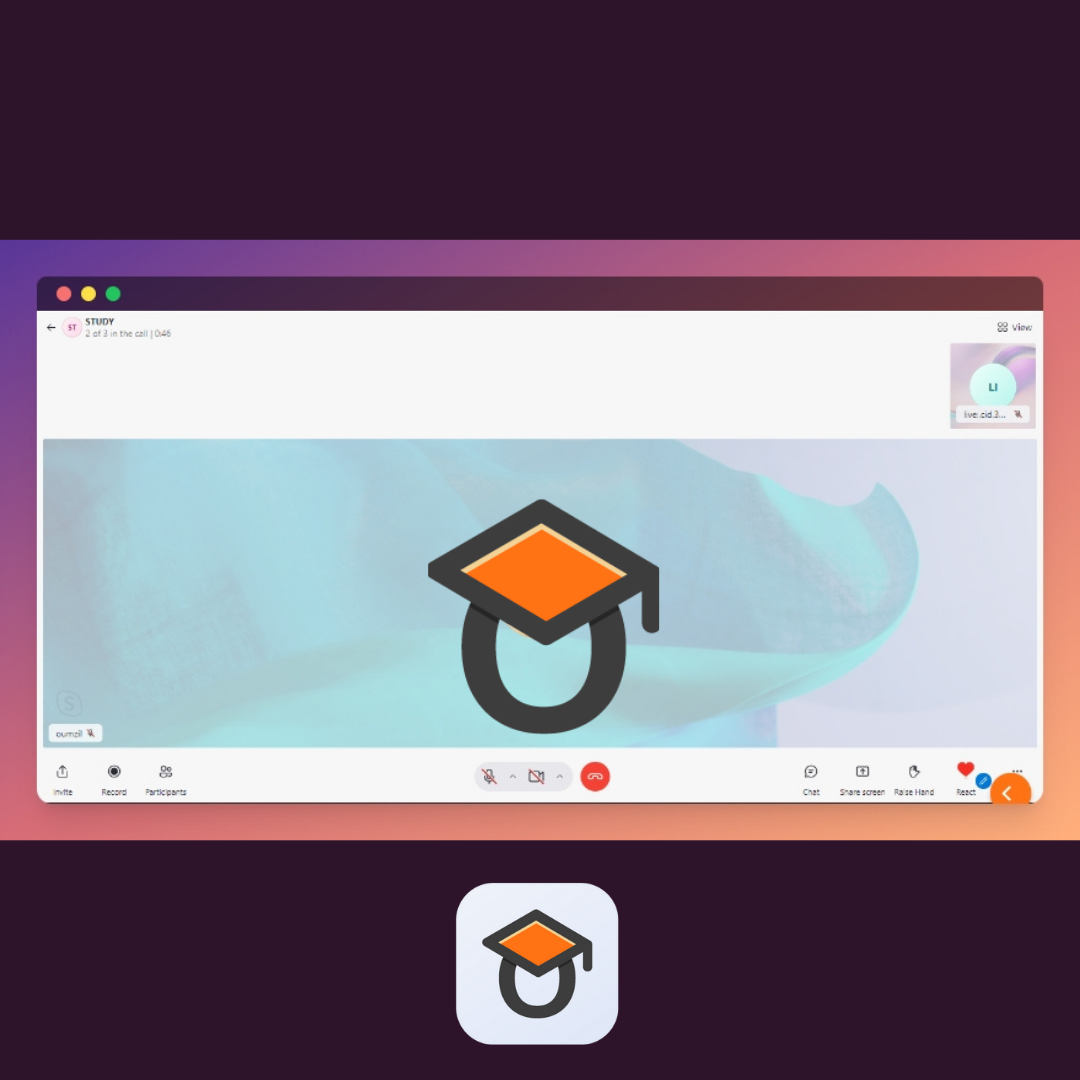 ST
STUDY
2 of 3 in the call | 0:46
View
LI
live:.cid.3...
oumzil
Invite
Record
Participants
Chat
Share screen
Raise Hand
React